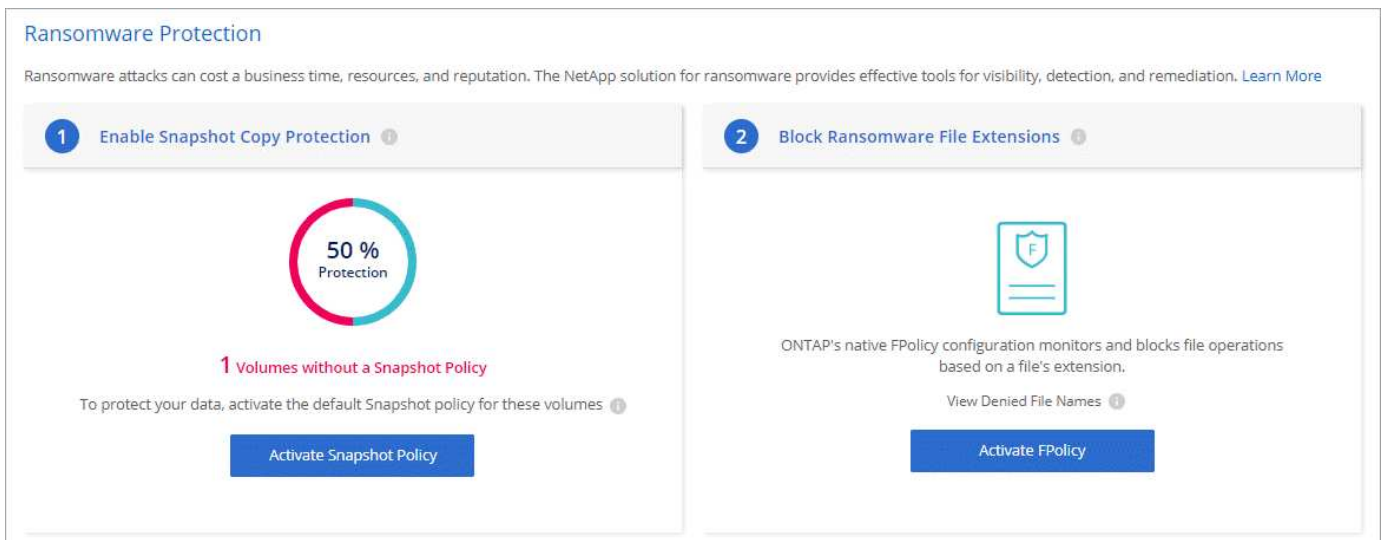 Ransomware Protection
Ransomware attacks can cost a business time, resources, and reputation. The NetApp solution for ransomware provides effective tools for visibility, detection, and remediation. Learn More
1 Enable Snapshot Copy Protection i
50 %
Protection
1 Volumes without a Snapshot Policy
To protect your data, activate the default Snapshot policy for these volumes i
Activate Snapshot Policy
2 Block Ransomware File Extensions i
F
ONTAP's native FPolicy configuration monitors and blocks file operations
based on a file's extension.
View Denied File Names i
Activate FPolicy